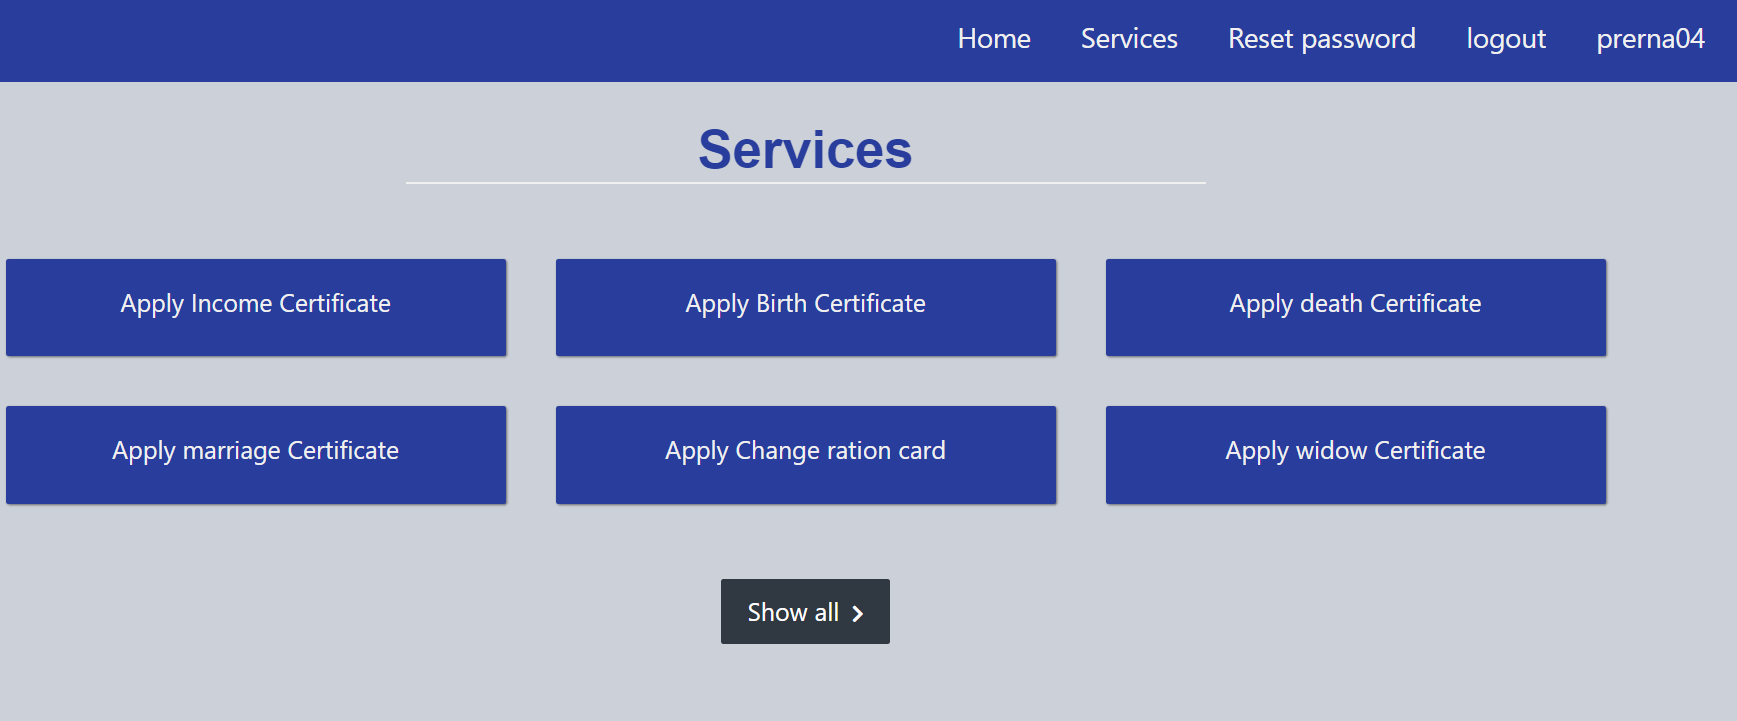 Home Services Reset password logout prerna04
Services
Apply Income Certificate Apply Birth Certificate Apply death Certificate
Apply marriage Certificate Apply Change ration card Apply widow Certificate
Show all